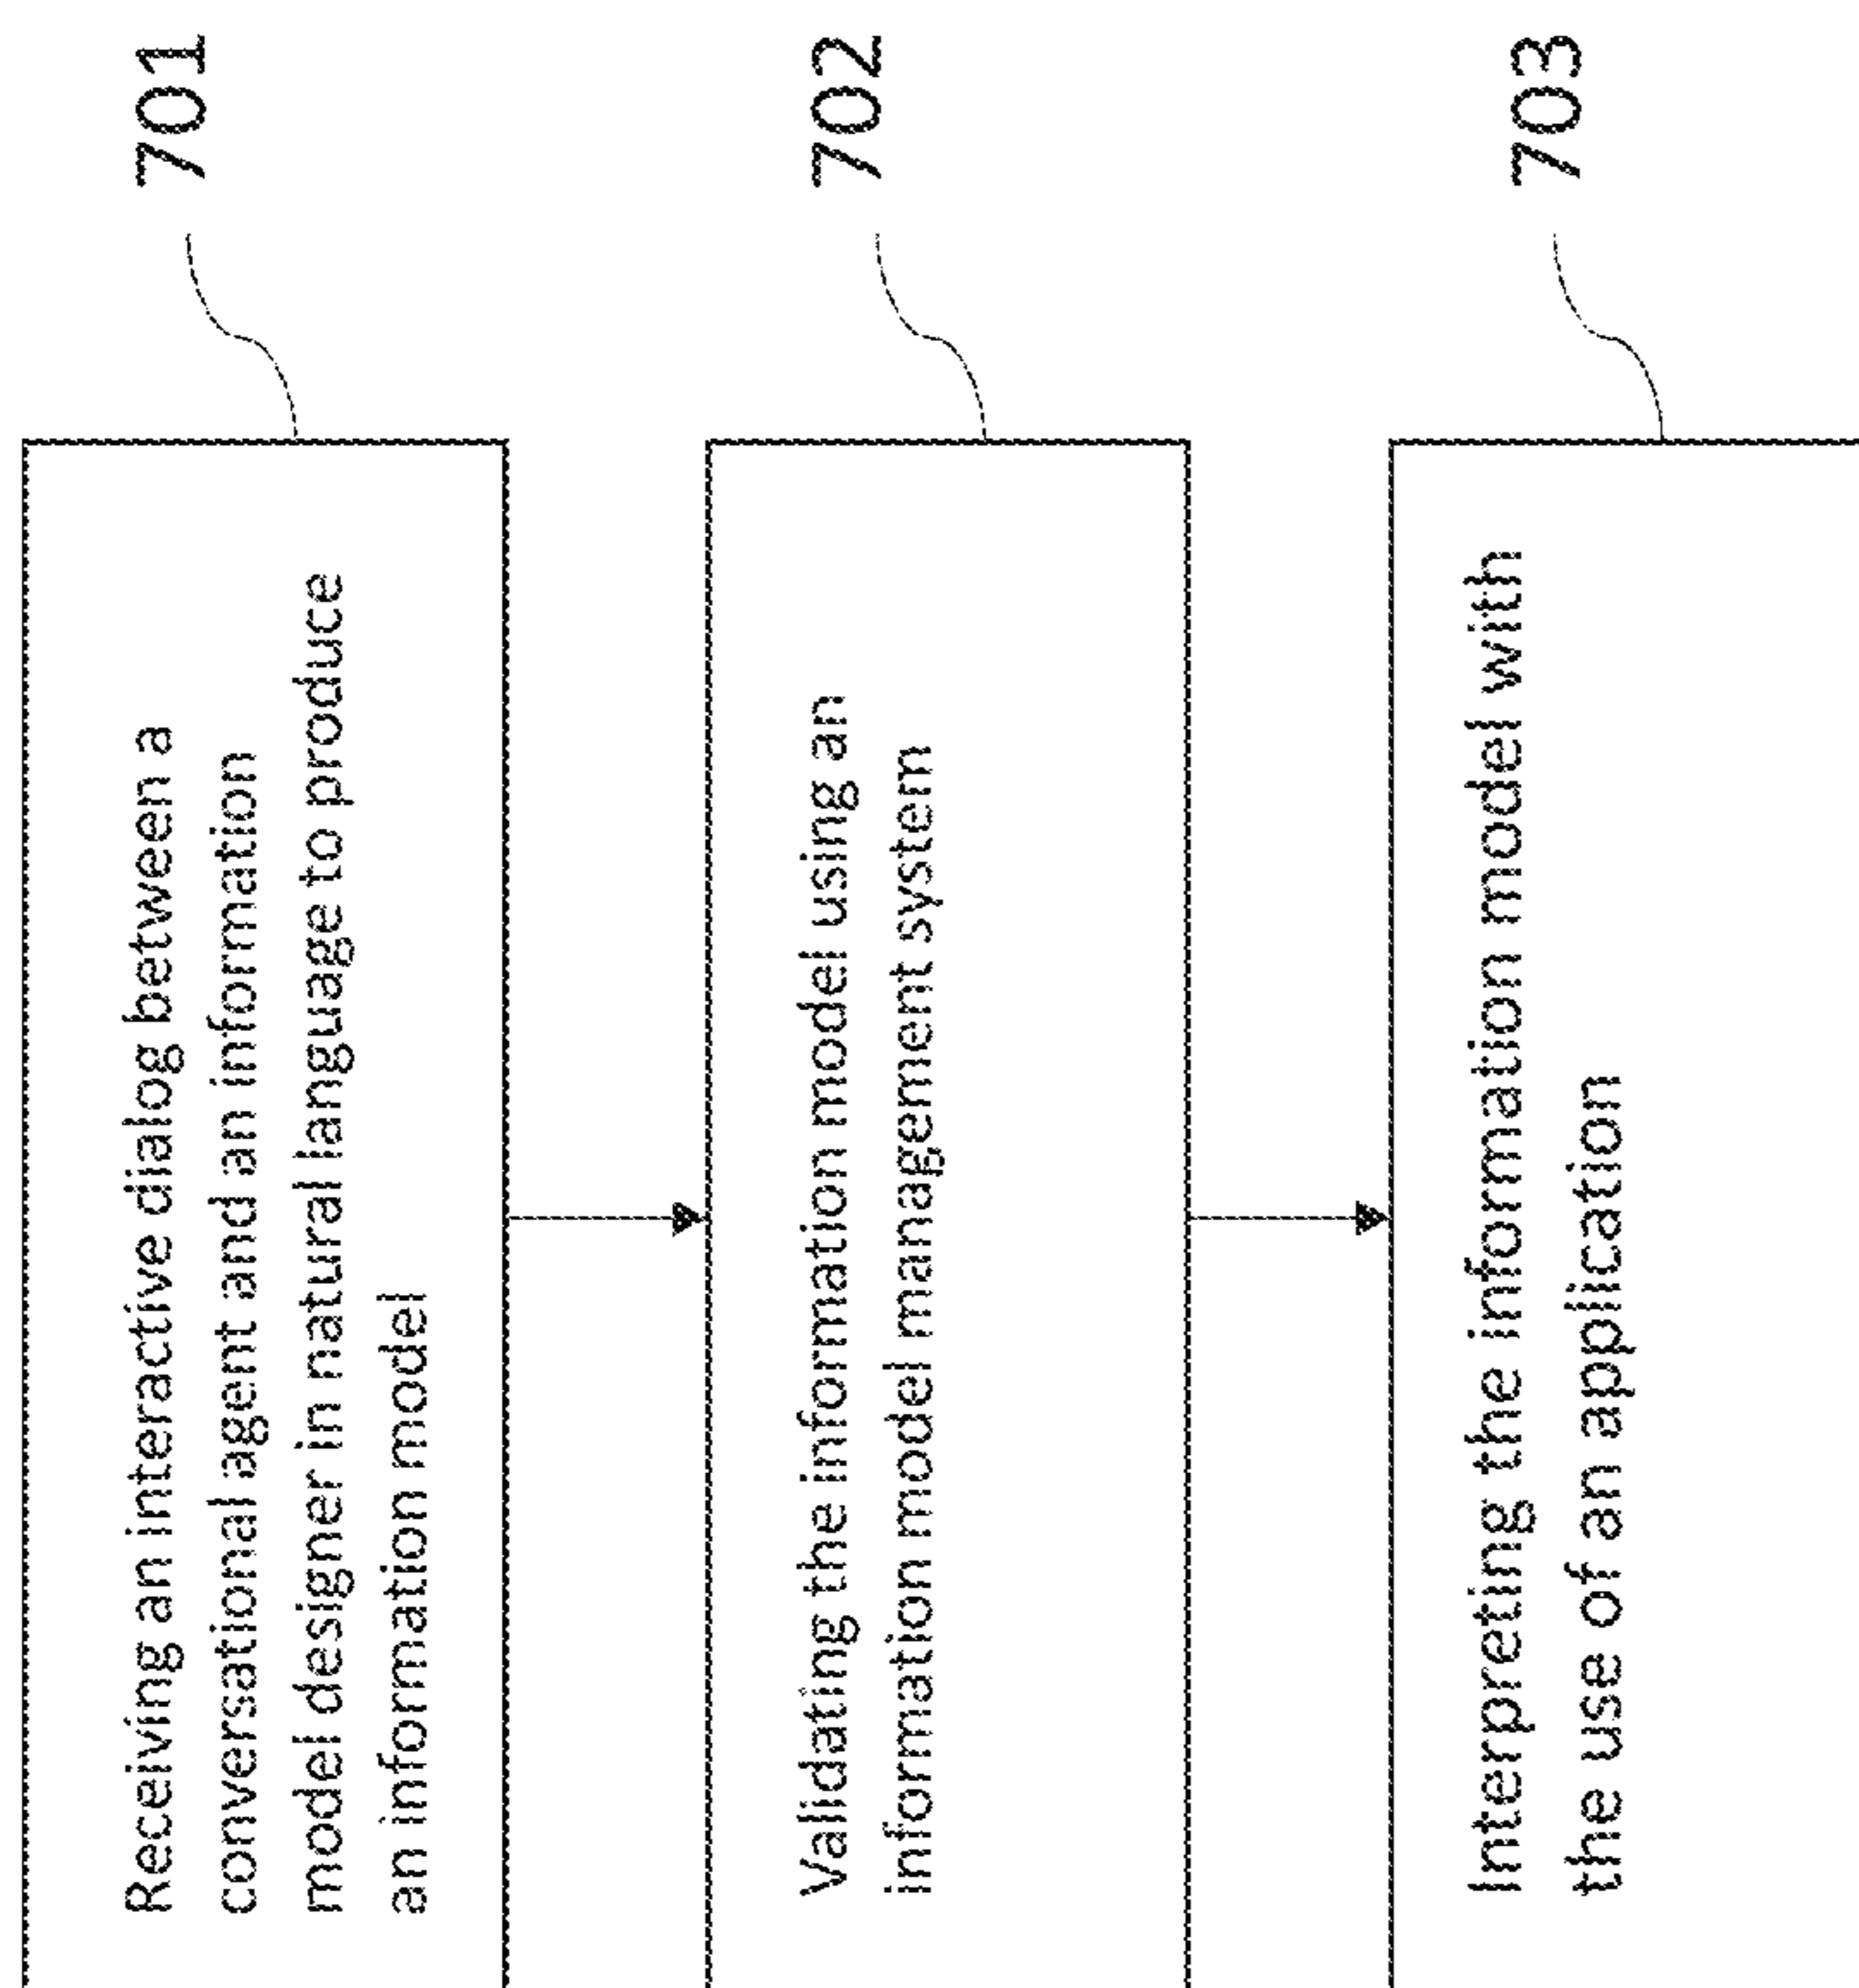 Receiving an interactive dialog between a
conversational agent and an information
model designer in natural language to produce
an information model
701
Validating the information model using an
information model management system
702
Interpreting the information model with
the use of an application
703